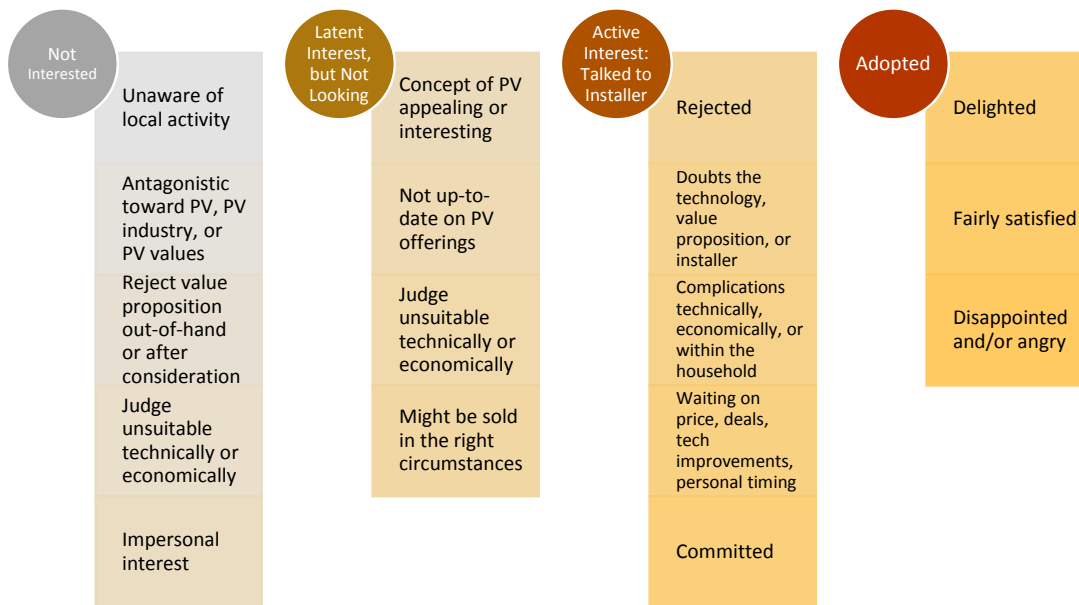 Not
Interested
Unaware of
local activity
Antagonistic
toward PV, PV
industry, or
PV values
Reject value
proposition
out-of-hand
or after
consideration
Judge
unsuitable
technically or
economically
Impersonal
interest
Latent
Interest,
but Not
Looking
Concept of PV
appealing or
interesting
Not up-to-
date on PV
offerings
Judge
unsuitable
technically or
economically
Might be sold
in the right
circumstances
Active
Interest:
Talked to
Installer
Rejected
Doubts the
technology,
value
proposition, or
installer
Complications
technically,
economically, or
within the
household
Waiting on
price, deals,
tech
improvements,
personal timing
Committed
Adopted
Delighted
Fairly satisfied
Disappointed
and/or angry